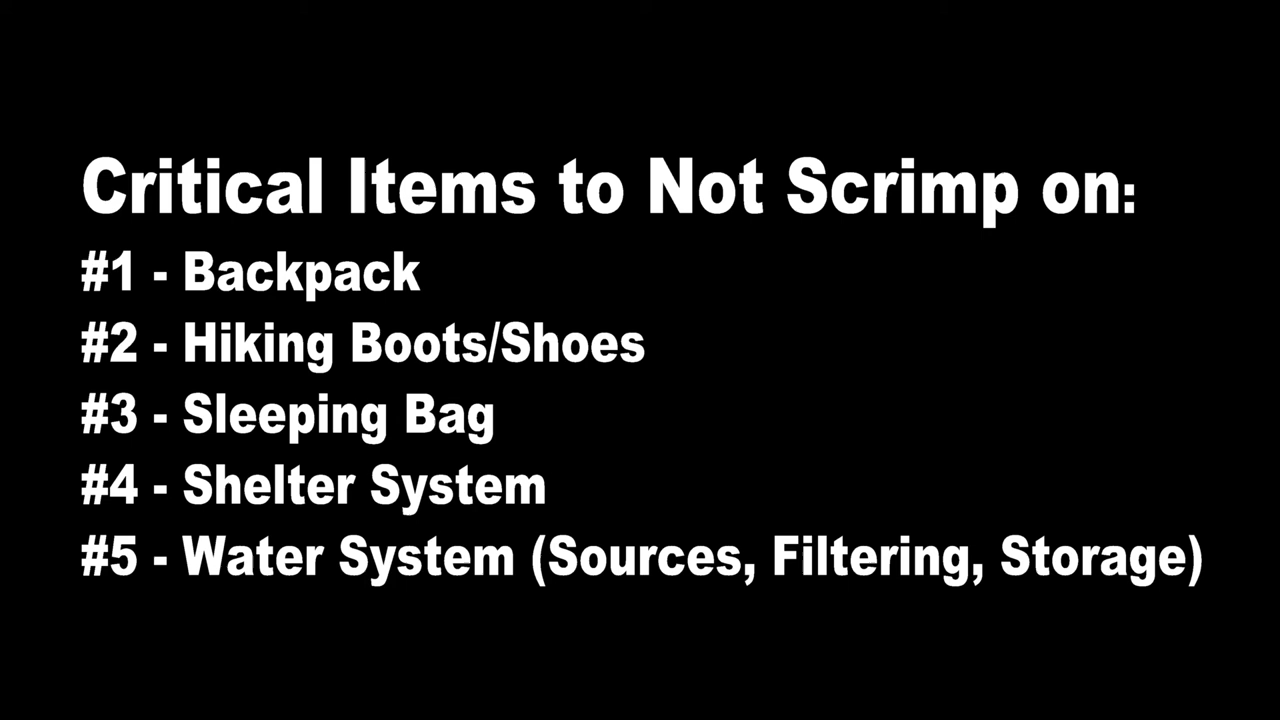 Critical Items to Not Scrimp on:
#1 - Backpack
#2 - Hiking Boots/Shoes
#3 - Sleeping Bag
#4 - Shelter System
#5 - Water System (Sources, Filtering, Storage)